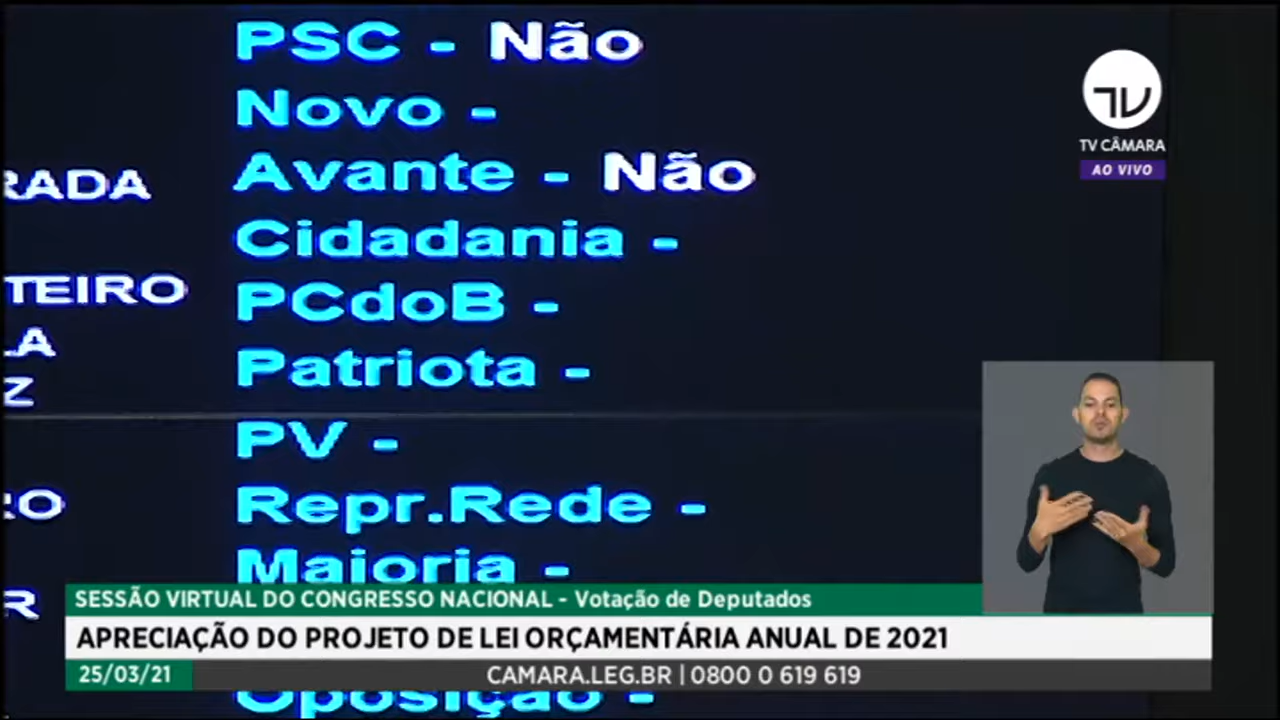 PSC - Não
Novo -
Avante - Não
Cidadania -
PCdoB -
Patriota -
PV -
Repr.Rede -
Maioria -
Oposição -
RADA
TEIRO
LA
Z
RO
R
TV CÂMARA
AO VIVO
SESSÃO VIRTUAL DO CONGRESSO NACIONAL - Votação de Deputados
APRECIAÇÃO DO PROJETO DE LEI ORÇAMENTÁRIA ANUAL DE 2021
25/03/21
CAMARA.LEG.BR | 0800 0 619 619